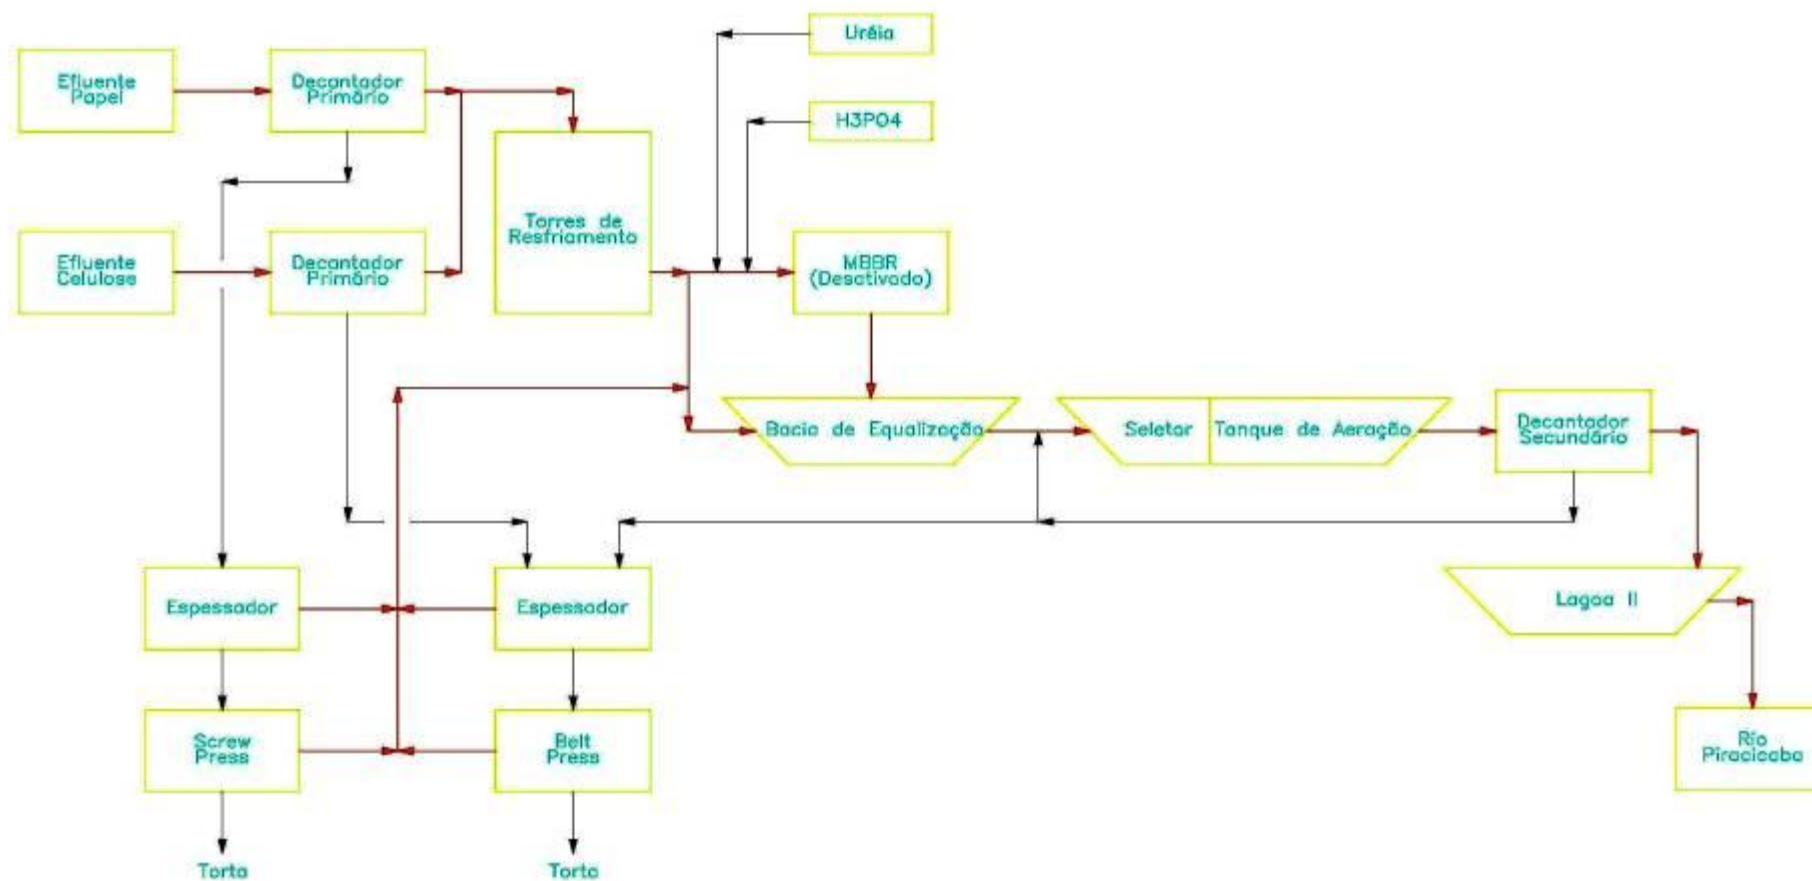 Uréia
Efluente
Papel
Decantador
Primário
H3PO4
Torres de
Resfriamento
Efluente
Celulose
Decantador
Primário
MBBR
(Desativado)
Bacia de Equalização
Seletor
Tanque de Aeração
Decantador
Secundário
Espessador
Espessador
Lagoa II
Screw
Press
Belt
Press
Rio
Piracicaba
Torta
Torta